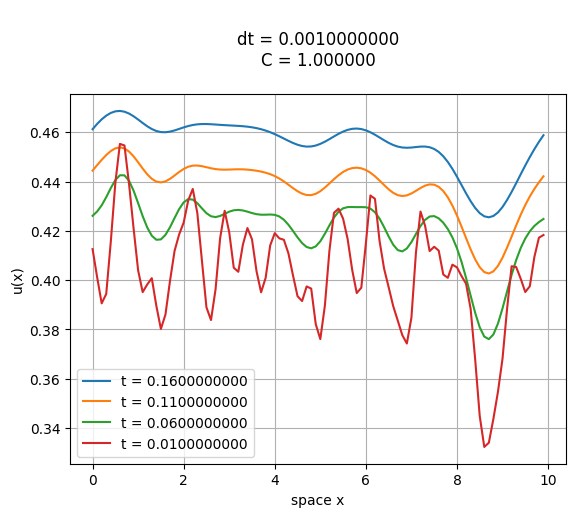 dt = 0.0010000000
C = 1.000000
0.46
0.44
0.42
0.40
0.38
0.36
0.34
u(x)
t = 0.1600000000
t = 0.1100000000
t = 0.0600000000
t = 0.0100000000
0 2 4 6 8 10
space x